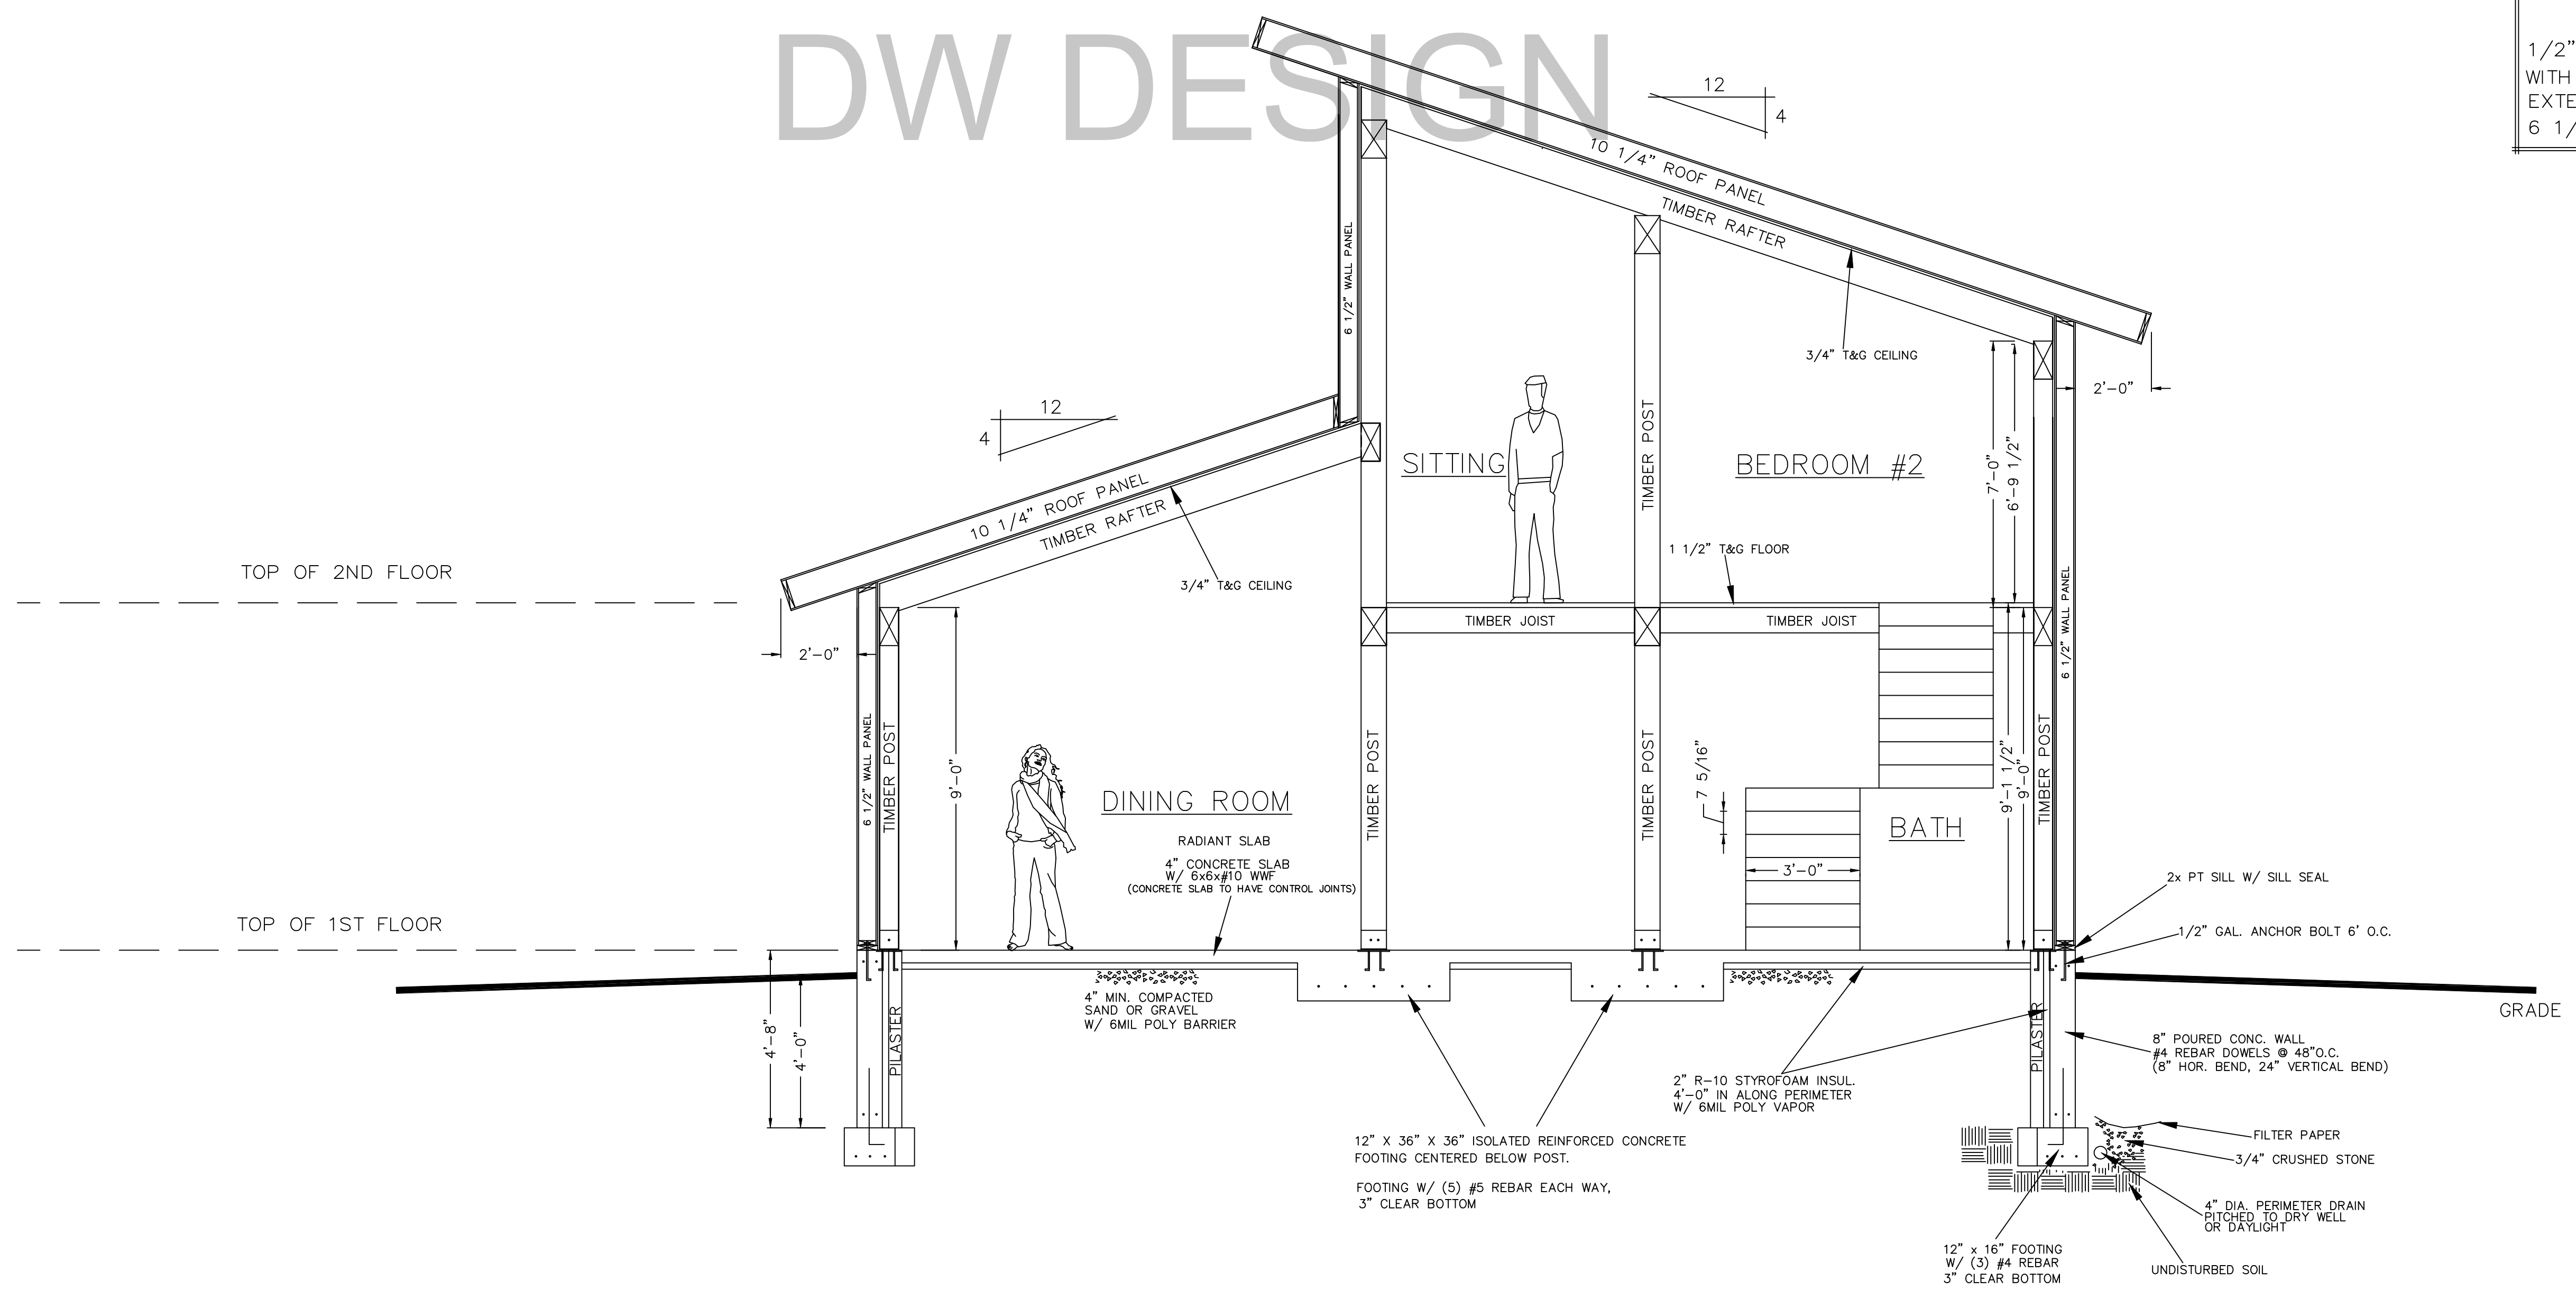 DW DESIGN
1/2"
WITH
EXTE
6 1/
12
4
10 1/4" ROOF PANEL
TIMBER RAFTER
6 1/2" WALL PANEL
3/4" T&G CEILING
2'-0"
12
4
10 1/4" ROOF PANEL
TIMBER RAFTER
3/4" T&G CEILING
SITTING
TIMBER POST
BEDROOM #2
7'-0"
6'-9 1/2"
1 1/2" T&G FLOOR
TOP OF 2ND FLOOR
TIMBER JOIST
TIMBER JOIST
6 1/2" WALL PANEL
2'-0"
6 1/2" WALL PANEL
TIMBER POST
9'-0"
DINING ROOM
TIMBER POST
TIMBER POST
7 5/16"
3'-0"
BATH
9'-1 1/2"
9'-0"
TIMBER POST
RADIANT SLAB
4" CONCRETE SLAB
W/ 6x6x#10 WWF
(CONCRETE SLAB TO HAVE CONTROL JOINTS)
TOP OF 1ST FLOOR
2x PT SILL W/ SILL SEAL
1/2" GAL. ANCHOR BOLT 6' O.C.
GRADE
4'-8"
4'-0"
PILASTER
4" MIN. COMPACTED
SAND OR GRAVEL
W/ 6MIL POLY BARRIER
PILASTER
8" POURED CONC. WALL
#4 REBAR DOWELS @ 48"O.C.
(8" HOR. BEND, 24" VERTICAL BEND)
2" R-10 STYROFOAM INSUL.
4'-0" IN ALONG PERIMETER
W/ 6MIL POLY VAPOR
12" X 36" X 36" ISOLATED REINFORCED CONCRETE
FOOTING CENTERED BELOW POST.
FOOTING W/ (5) #5 REBAR EACH WAY,
3" CLEAR BOTTOM
FILTER PAPER
3/4" CRUSHED STONE
4" DIA. PERIMETER DRAIN
PITCHED TO DRY WELL
OR DAYLIGHT
12" x 16" FOOTING
W/ (3) #4 REBAR
3" CLEAR BOTTOM
UNDISTURBED SOIL